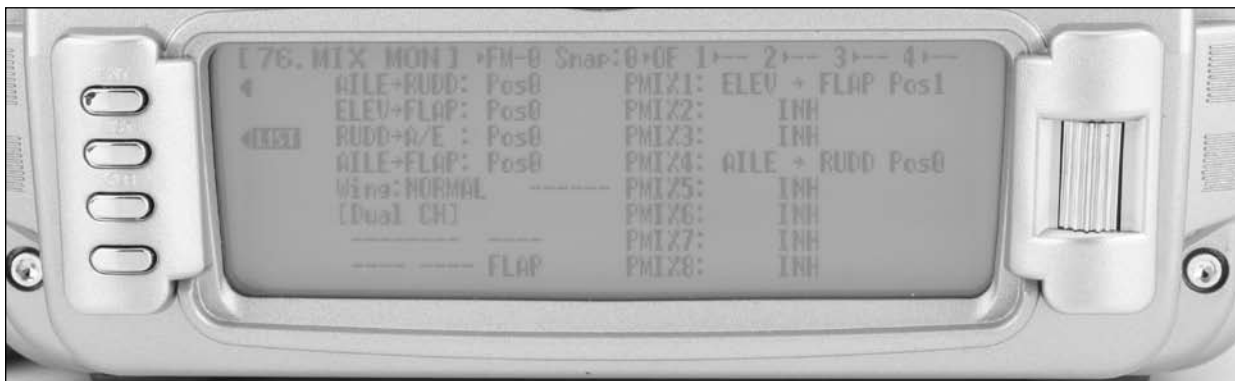 [76.MIX MON] ▸FM-0 Snap:0▸OF 1▸-- 2▸-- 3▸-- 4▸--
AILE→RUDD: Pos0 PMIX1: ELEV → FLAP Pos1
ELEV→FLAP: Pos0 PMIX2: INH
LIST RUDD→A/E : Pos0 PMIX3: INH
AILE→FLAP: Pos0 PMIX4: AILE → RUDD Pos0
Wing:NORMAL ------ PMIX5: INH
[Dual CH] PMIX6: INH
--------- ---- PMIX7: INH
---- ---- FLAP PMIX8: INH